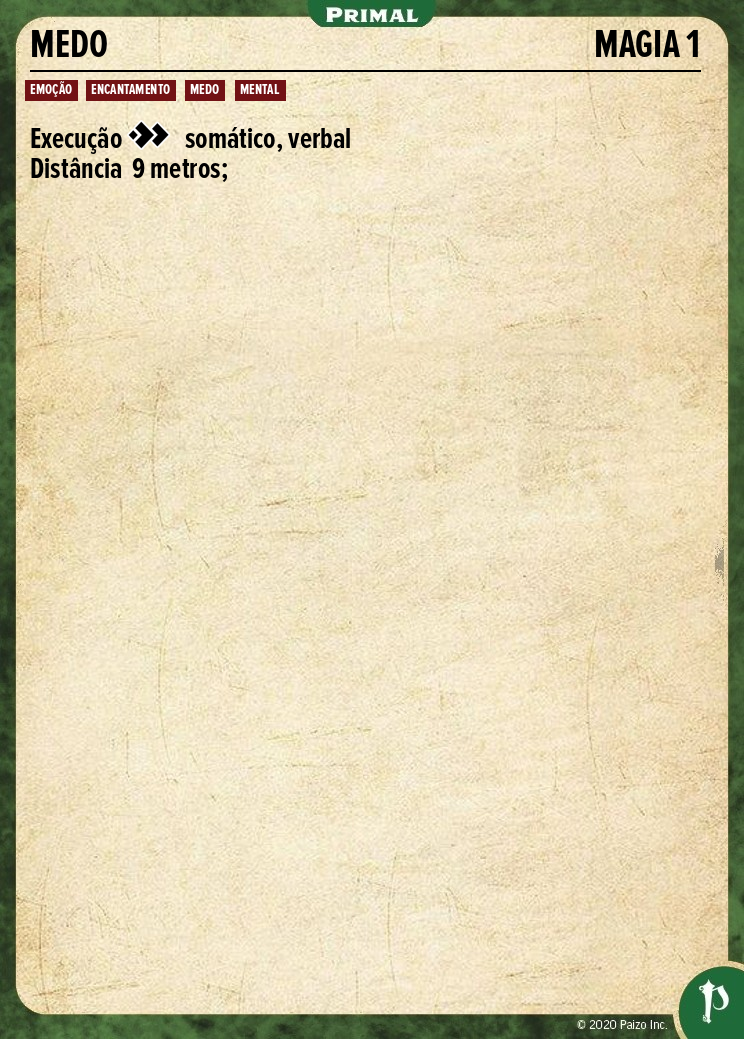 PRIMAL
MEDO MAGIA 1
EMOÇÃO ENCANTAMENTO MEDO MENTAL
Execução somático, verbal
Distância 9 metros;
© 2020 Paizo Inc.